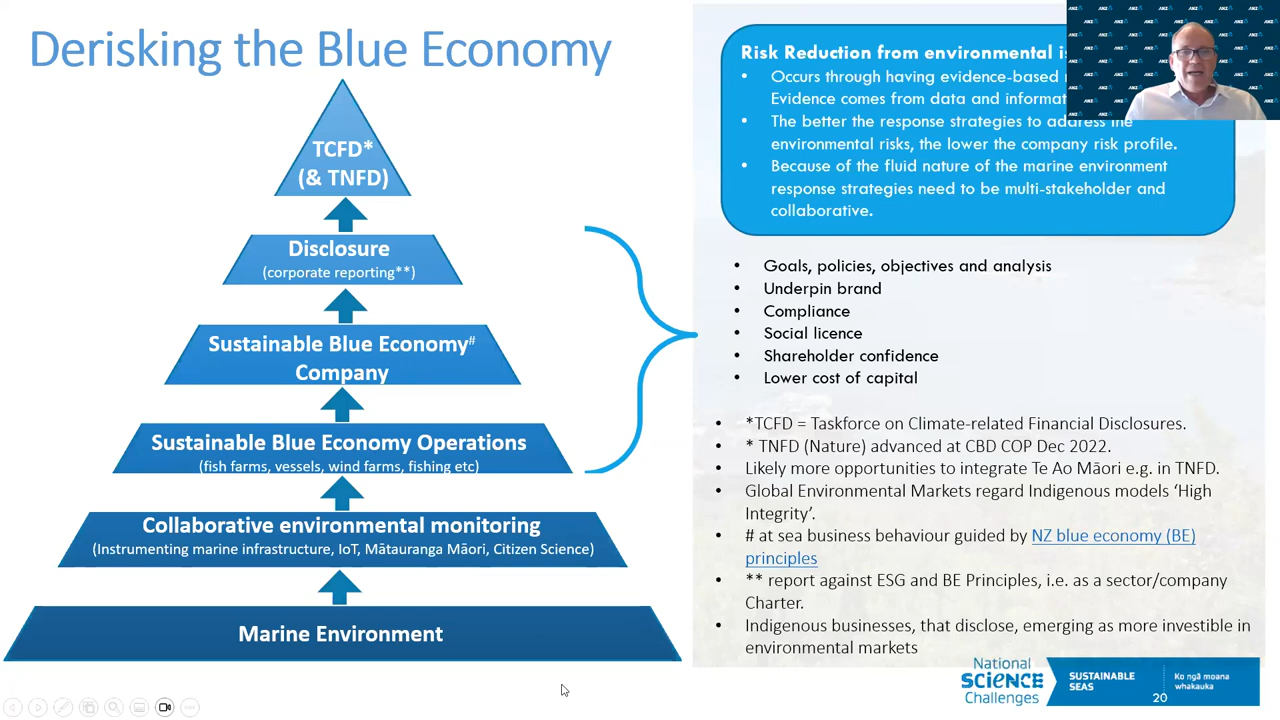 Derisking the Blue Economy
TCFD*
(& TNFD)
Disclosure
(corporate reporting**)
Sustainable Blue Economy#
Company
Sustainable Blue Economy Operations
(fish farms, vessels, wind farms, fishing etc)
Collaborative environmental monitoring
(Instrumenting marine infrastructure, IoT, Mātauranga Māori, Citizen Science)
Marine Environment
Risk Reduction from environmental
• Occurs through having evidence-based
Evidence comes from data and
• The better the response strategies to address the
environmental risks, the lower the company risk profile.
• Because of the fluid nature of the marine environment
response strategies need to be multi-stakeholder and
collaborative.
• Goals, policies, objectives and analysis
• Underpin brand
• Compliance
• Social licence
• Shareholder confidence
• Lower cost of capital
• *TCFD = Taskforce on Climate-related Financial Disclosures.
• * TNFD (Nature) advanced at CBD COP Dec 2022.
• Likely more opportunities to integrate Te Ao Māori e.g. in TNFD.
• Global Environmental Markets regard Indigenous models ‘High
Integrity’.
• # at sea business behaviour guided by NZ blue economy (BE)
principles
• ** report against ESG and BE Principles, i.e. as a sector/company
Charter.
• Indigenous businesses, that disclose, emerging as more investible in
environmental markets
National
SCIENCE
Challenges
SUSTAINABLE
SEAS
Ko ngā moana
whakauka
20
ANZ